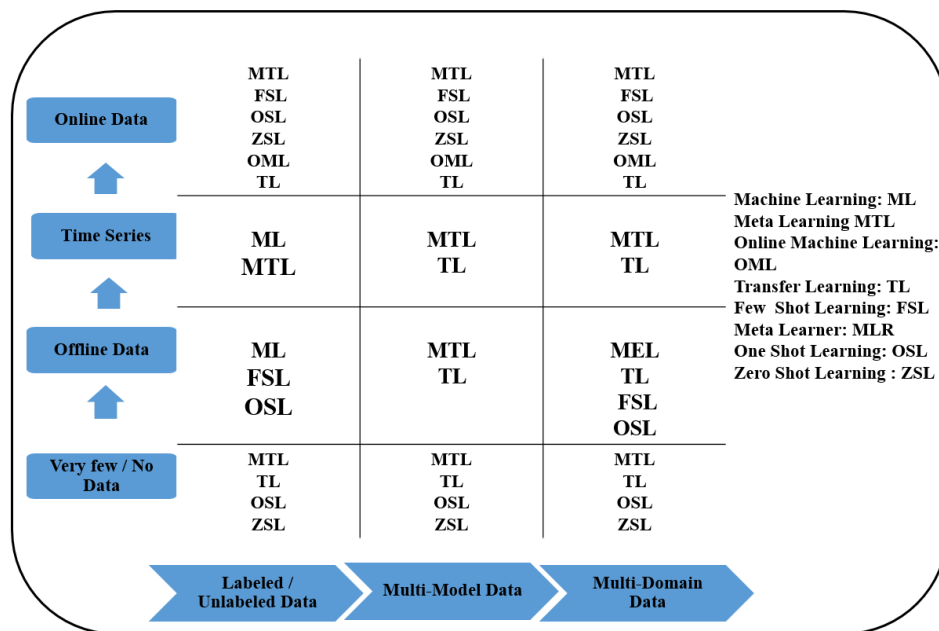 Online Data
MTL
FSL
OSL
ZSL
OML
TL
MTL
FSL
OSL
ZSL
OML
TL
MTL
FSL
OSL
ZSL
OML
TL
Time Series
ML
MTL
MTL
TL
MTL
TL
Offline Data
ML
FSL
OSL
MTL
TL
MEL
TL
FSL
OSL
Very few / No
Data
MTL
TL
OSL
ZSL
MTL
TL
OSL
ZSL
MTL
TL
OSL
ZSL
Labeled /
Unlabeled Data
Multi-Model Data
Multi-Domain
Data
Machine Learning: ML
Meta Learning MTL
Online Machine Learning:
OML
Transfer Learning: TL
Few Shot Learning: FSL
Meta Learner: MLR
One Shot Learning: OSL
Zero Shot Learning : ZSL